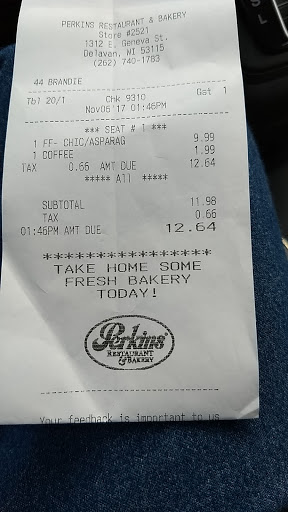 PERKINS RESTAURANT & BAKERY
Store #2521
1312 E. Geneva St.
Delavan, WI 53115
(262) 740-1783
44 BRANDIE
Tbl 20/1 Chk 9310 Gst 1
Nov06'17 01:46PM
*** SEAT # 1 ***
1 FF- CHIC/ASPARAG 9.99
1 COFFEE 1.99
TAX 0.66 AMT DUE 12.64
***** All *****
SUBTOTAL 11.98
TAX 0.66
01:46PM AMT DUE 12.64
******************
TAKE HOME SOME
FRESH BAKERY
TODAY!
Perkins
RESTAURANT
& BAKERY
Your feedback is important to us